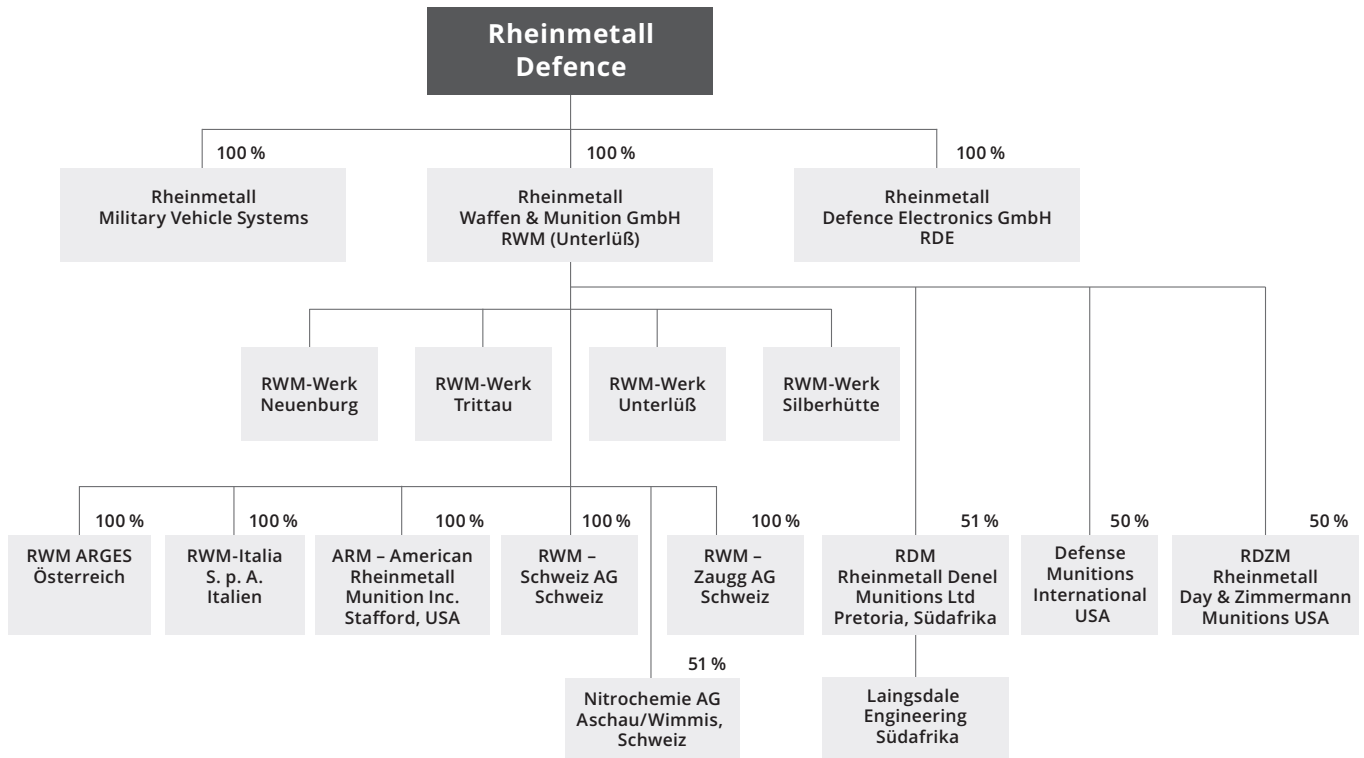 Rheinmetall
Defence
100 %
100 %
100 %
Rheinmetall
Military Vehicle Systems
Rheinmetall
Waffen & Munition GmbH
RWM (Unterlüß)
Rheinmetall
Defence Electronics GmbH
RDE
RWM-Werk
Neuenburg
RWM-Werk
Trittau
RWM-Werk
Unterlüß
RWM-Werk
Silberhütte
100 %
RWM ARGES
Österreich
100 %
RWM-Italia
S. p. A.
Italien
100 %
ARM – American
Rheinmetall
Munition Inc.
Stafford, USA
100 %
RWM –
Schweiz AG
Schweiz
100 %
RWM –
Zaugg AG
Schweiz
51 %
RDM
Rheinmetall Denel
Munitions Ltd
Pretoria, Südafrika
50 %
Defense
Munitions
International
USA
50 %
RDZM
Rheinmetall
Day & Zimmermann
Munitions USA
51 %
Nitrochemie AG
Aschau/Wimmis,
Schweiz
Laingsdale
Engineering
Südafrika